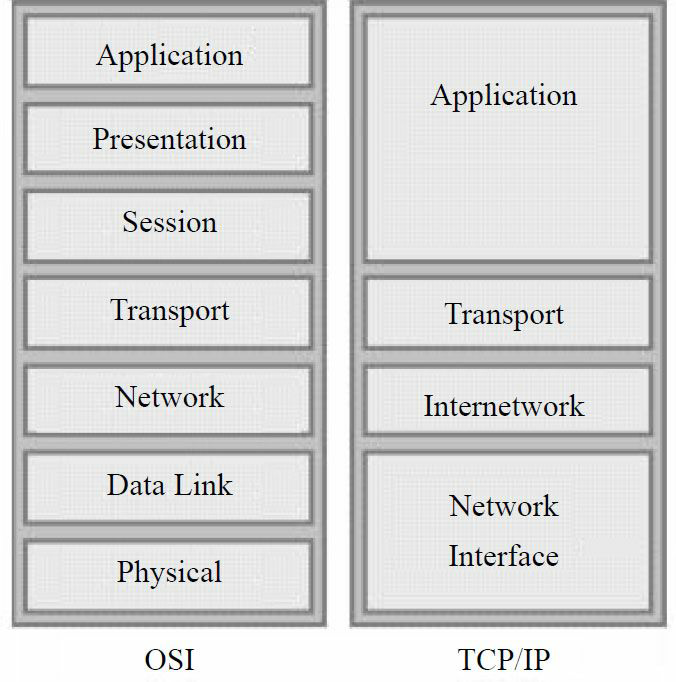 Application
Presentation
Session
Transport
Network
Data Link
Physical
OSI
Application
Transport
Internetwork
Network
Interface
TCP/IP